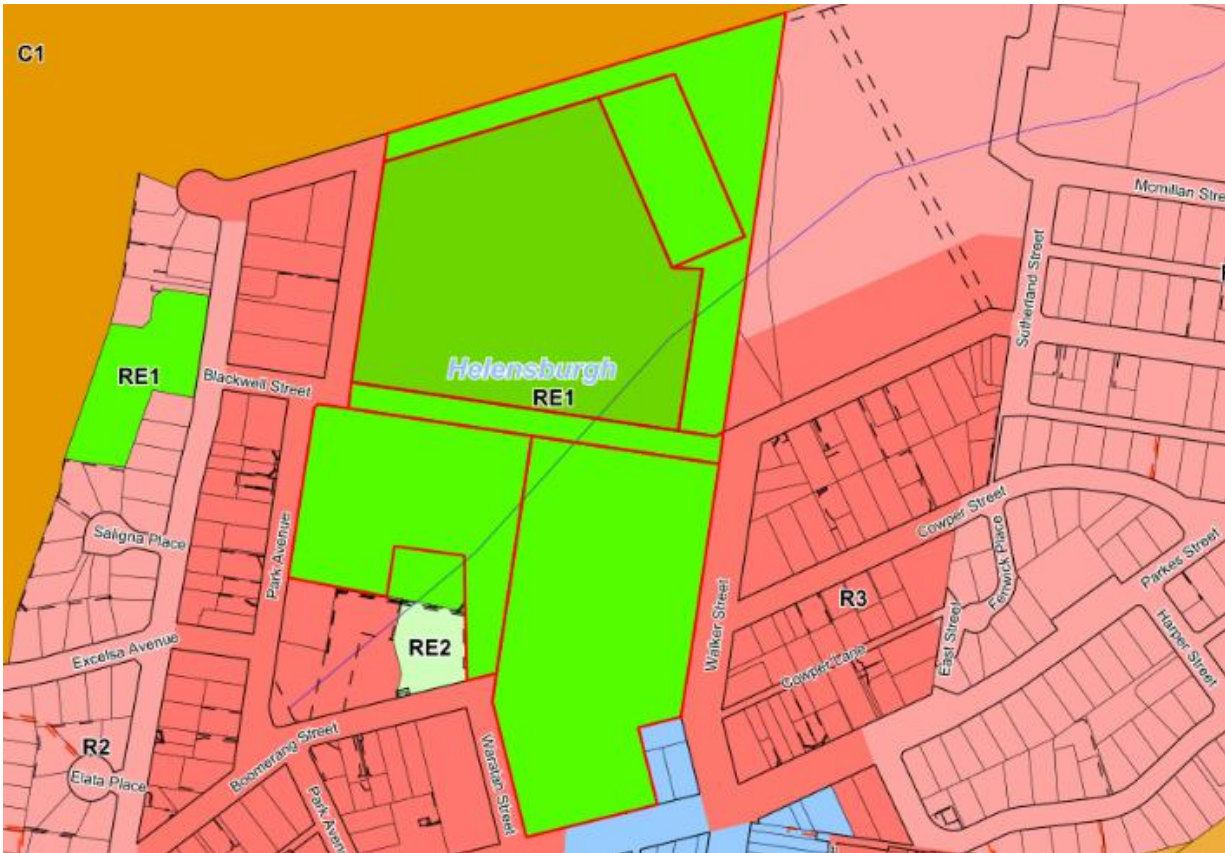 C1
Mcmillan Stre
Sutherland Street
RE1
Blackwell Street
Helensburgh
RE1
Saligna Place
Park Avenue
Cowper Street
Fenwick Place
Parkes Street
Walker Street
R3
Harper Street
Excelsa Avenue
RE2
Cowper Lane
East Street
R2
Elata Place
Boomerang Street
Waratah Street
Park Aven